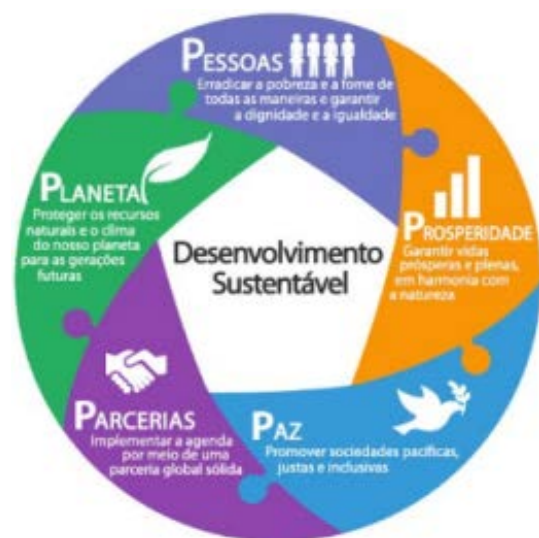 PESSOAS
Erradicar a pobreza e a fome de
todas as maneiras e garantir
a dignidade e a igualdade
PROSPERIDADE
Garantir vidas
prósperas e plenas,
em harmonia com
a natureza
PAZ
Promover sociedades pacíficas,
justas e inclusivas
PARCERIAS
Implementar a agenda
por meio de uma
parceria global sólida
PLANETA
Proteger os recursos
naturais e o clima
do nosso planeta
para as gerações
futuras
Desenvolvimento
Sustentável